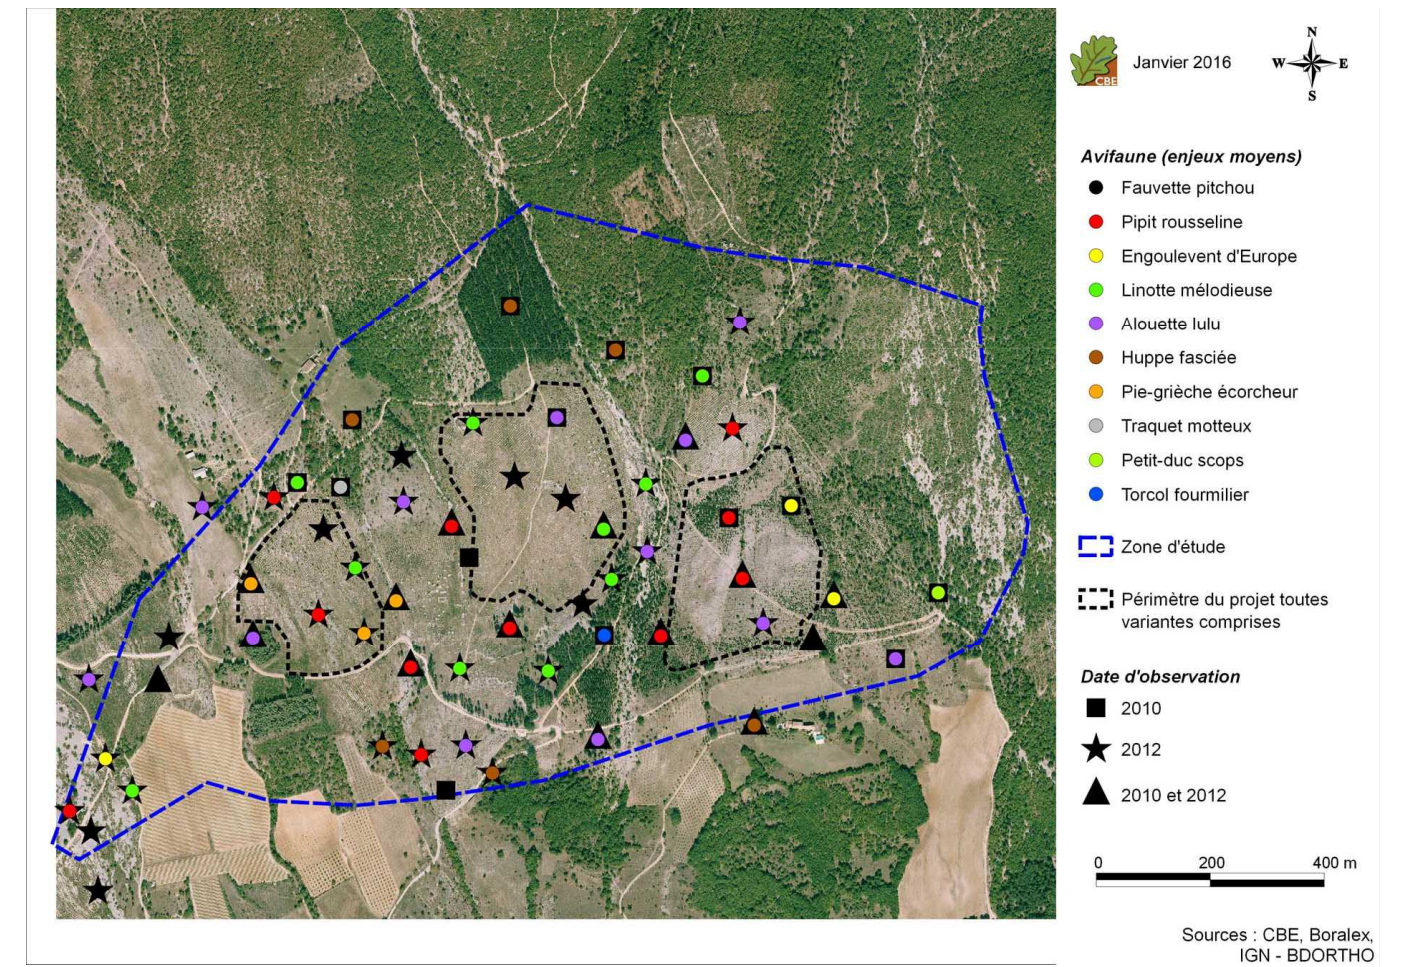 CBE
Janvier 2016
N
W
E
S
Avifaune (enjeux moyens)
Fauvette pitchou
Pipit rousseline
Engoulevent d'Europe
Linotte mélodieuse
Alouette lulu
Huppe fasciée
Pie-grièche écorcheur
Traquet motteux
Petit-duc scops
Torcol fourmilier
Zone d'étude
Périmètre du projet toutes
variantes comprises
Date d'observation
2010
2012
2010 et 2012
0 200 400 m
Sources : CBE, Boralex,
IGN - BDORTHO